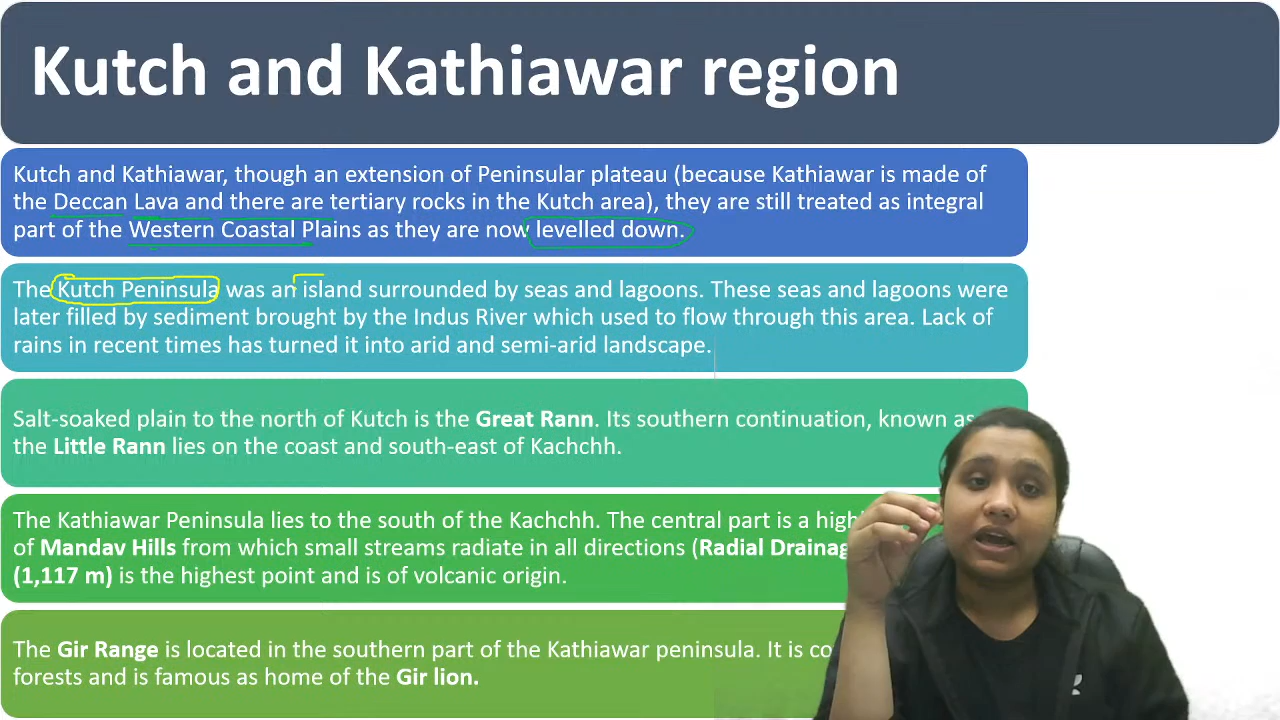 Kutch and Kathiawar region
Kutch and Kathiawar, though an extension of Peninsular plateau (because Kathiawar is made of
the Deccan Lava and there are tertiary rocks in the Kutch area), they are still treated as integral
part of the Western Coastal Plains as they are now levelled down.
The Kutch Peninsula was an island surrounded by seas and lagoons. These seas and lagoons were
later filled by sediment brought by the Indus River which used to flow through this area. Lack of
rains in recent times has turned it into arid and semi-arid landscape.
Salt-soaked plain to the north of Kutch is the Great Rann. Its southern continuation, known as
the Little Rann lies on the coast and south-east of Kachchh.
The Kathiawar Peninsula lies to the south of the Kachchh. The central part is a
of Mandav Hills from which small streams radiate in all directions (Radial
(1,117 m) is the highest point and is of volcanic origin.
The Gir Range is located in the southern part of the Kathiawar peninsula. It is
forests and is famous as home of the Gir lion.